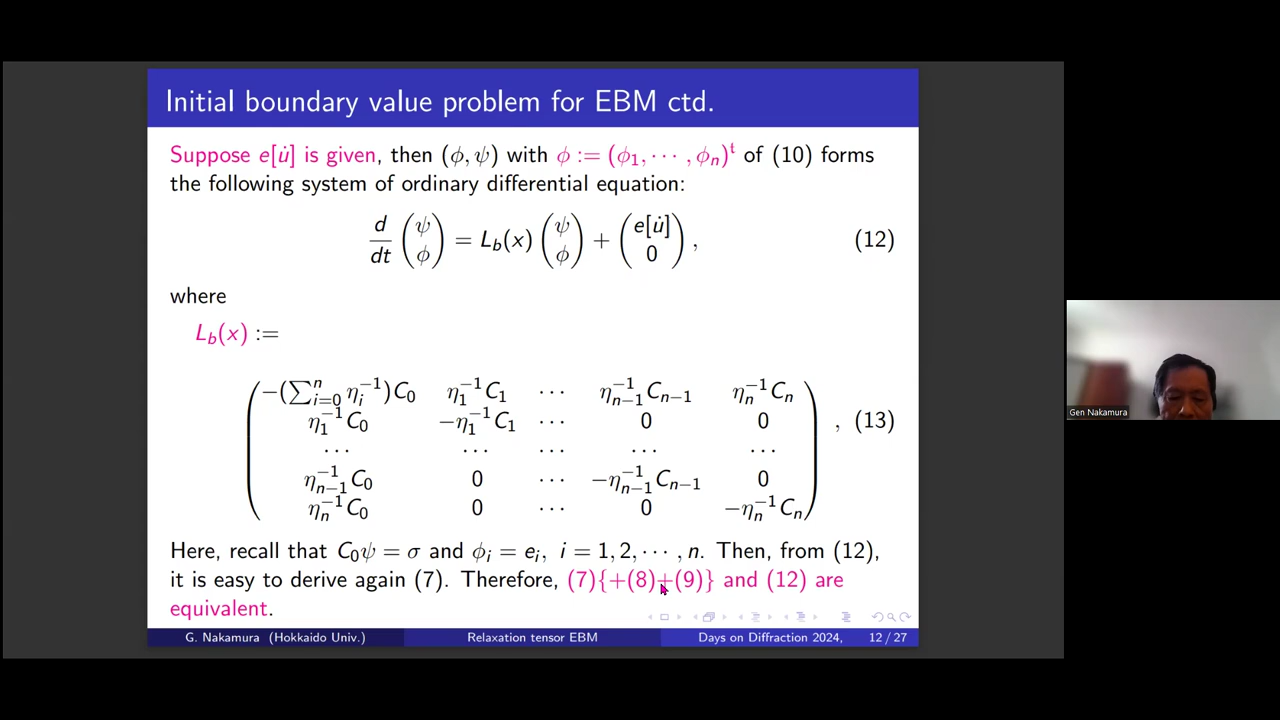 Initial boundary value problem for EBM ctd.
Suppose e[u̇] is given, then (ϕ, ψ) with ϕ := (ϕ₁, ⋯ , ϕₙ)ᵗ of (10) forms
the following system of ordinary differential equation:
d/dt (ψ ϕ) = L_b(x) (ψ ϕ) + (e[u̇] 0) , (12)
where
L_b(x) :=
−(∑ⁿᵢ₌₀ ηᵢ⁻¹)C₀ η₁⁻¹C₁ ⋯ ηₙ₋₁⁻¹Cₙ₋₁ ηₙ⁻¹Cₙ
η₁⁻¹C₀ −η₁⁻¹C₁ ⋯ 0 0
⋯ ⋯ ⋯ ⋯ ⋯ , (13)
ηₙ₋₁⁻¹C₀ 0 ⋯ −ηₙ₋₁⁻¹Cₙ₋₁ 0
ηₙ⁻¹C₀ 0 ⋯ 0 −ηₙ⁻¹Cₙ
Here, recall that C₀ψ = σ and ϕᵢ = eᵢ, i = 1, 2, ⋯ , n. Then, from (12),
it is easy to derive again (7). Therefore, (7){+(8)+(9)} and (12) are
equivalent.
G. Nakamura (Hokkaido Univ.) Relaxation tensor EBM Days on Diffraction 2024, 12 / 27
Gen Nakamura